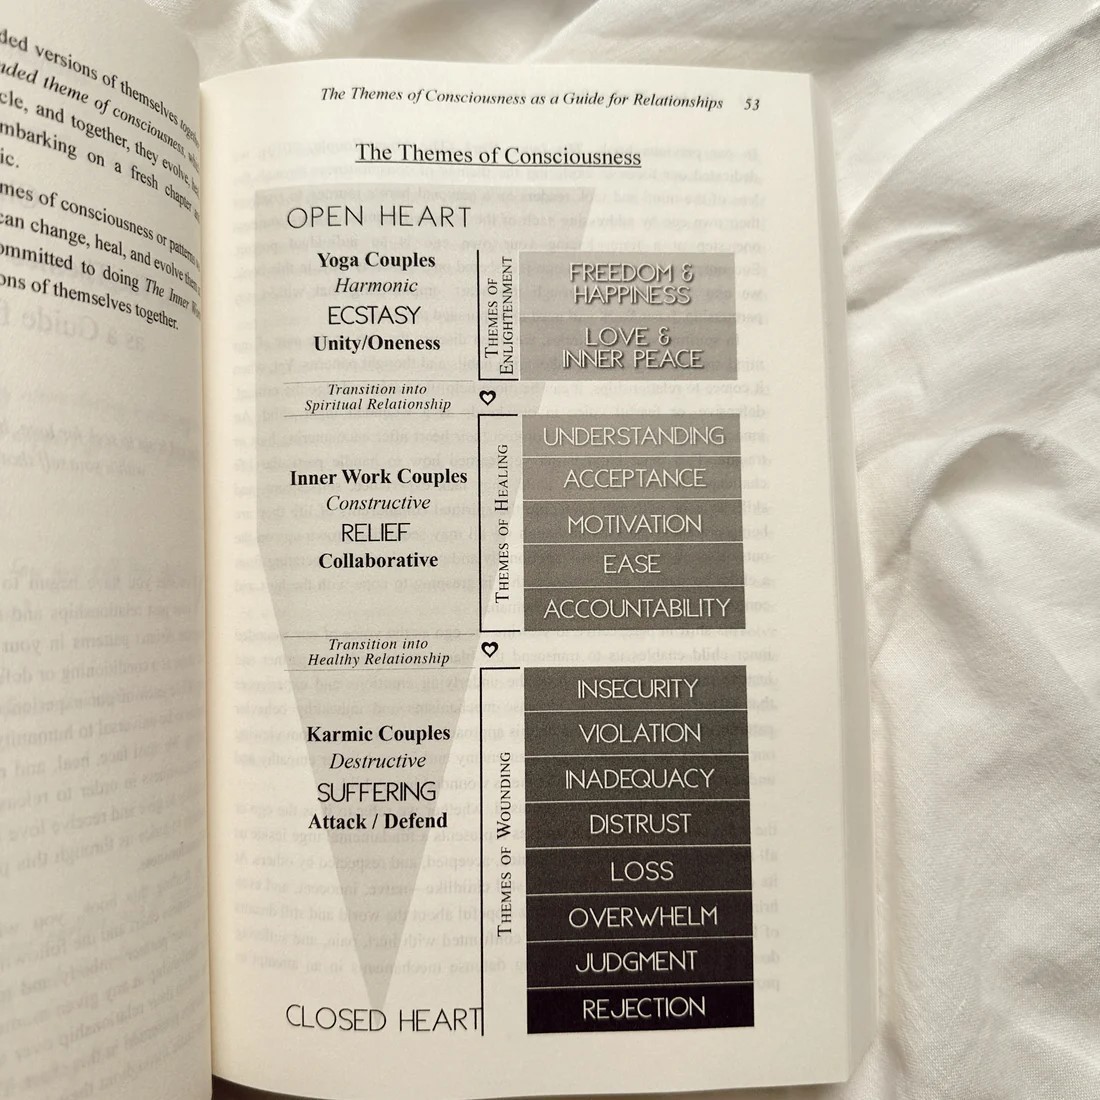 ded versions of themselves
nded theme of consciousness,
cle, and together, they evolve,
mbarking on a fresh chapter
ic.
mes of consciousness or patterns
can change, heal, and evolve
ommitted to doing The Inner
ons of themselves together.
The Themes of Consciousness as a Guide for Relationships 53
The Themes of Consciousness
OPEN HEART
Yoga Couples
Harmonic
ECSTASY
Unity/Oneness
THEMES OF
ENLIGHTENMENT
FREEDOM &
HAPPINESS
LOVE &
INNER PEACE
Transition into
Spiritual Relationship
Inner Work Couples
Constructive
RELIEF
Collaborative
THEMES OF HEALING
UNDERSTANDING
ACCEPTANCE
MOTIVATION
EASE
ACCOUNTABILITY
Transition into
Healthy Relationship
Karmic Couples
Destructive
SUFFERING
Attack / Defend
THEMES OF WOUNDING
INSECURITY
VIOLATION
INADEQUACY
DISTRUST
LOSS
OVERWHELM
JUDGMENT
REJECTION
CLOSED HEART